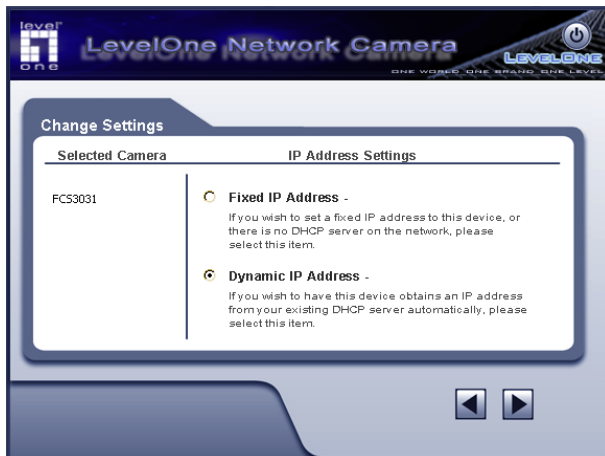 level
one
LevelOne Network Camera
LEVELONE
ONE WORLD ONE BRAND ONE LEVEL
Change Settings
Selected Camera
IP Address Settings
FCS3031
Fixed IP Address -
If you wish to set a fixed IP address to this device, or
there is no DHCP server on the network, please
select this item.
Dynamic IP Address -
If you wish to have this device obtains an IP address
from your existing DHCP server automatically, please
select this item.